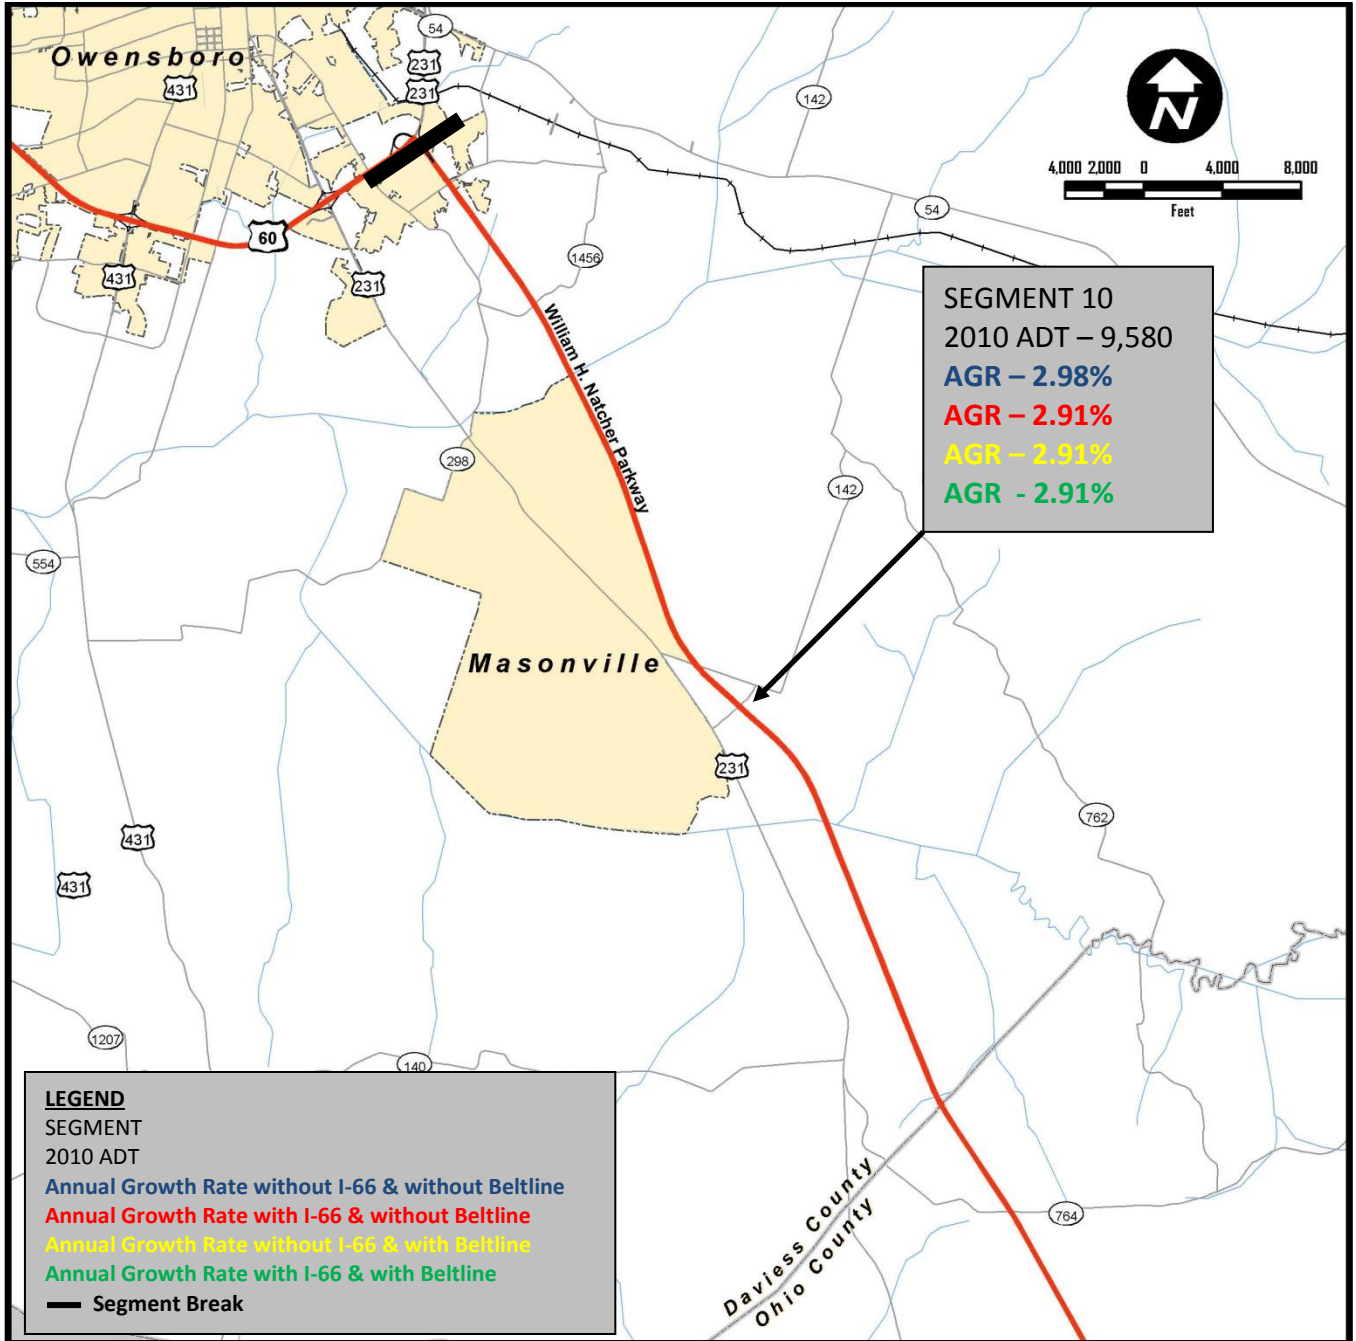 54
Owensboro
231
431
231
142
N
4,000 2,000 0 4,000 8,000
Feet
54
60
1456
431
231
SEGMENT 10
2010 ADT – 9,580
AGR – 2.98%
AGR – 2.91%
AGR – 2.91%
AGR - 2.91%
William H. Natcher Parkway
298
142
554
Masonville
231
762
431
431
1207
140
764
Daviess County
Ohio County
LEGEND
SEGMENT
2010 ADT
Annual Growth Rate without I-66 & without Beltline
Annual Growth Rate with I-66 & without Beltline
Annual Growth Rate without I-66 & with Beltline
Annual Growth Rate with I-66 & with Beltline
Segment Break